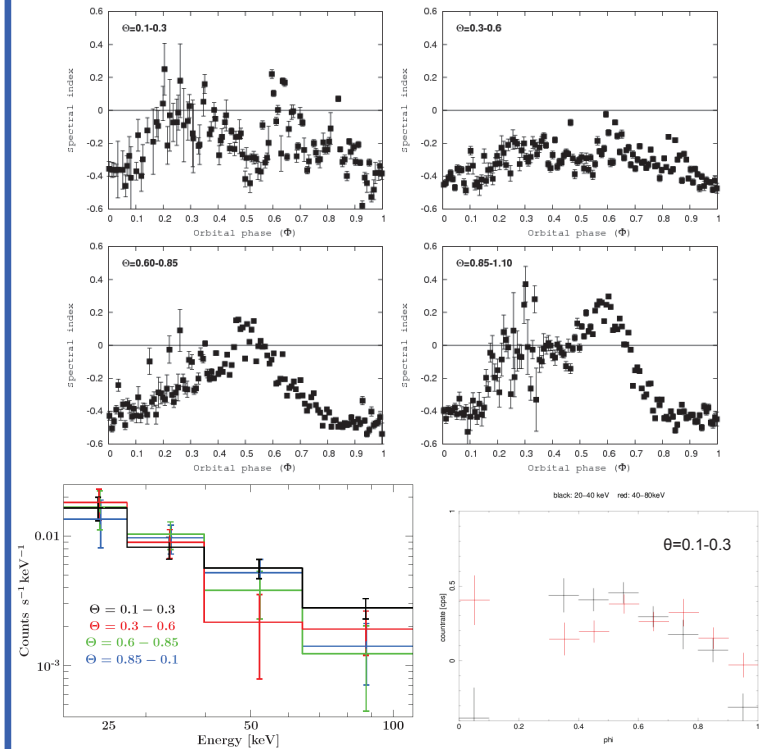 Θ=0.1-0.3
Spectral index
0.6
0.4
0.2
0
-0.2
-0.4
-0.6
0 0.1 0.2 0.3 0.4 0.5 0.6 0.7 0.8 0.9 1
Orbital phase (Φ)
Θ=0.3-0.6
Spectral index
0.6
0.4
0.2
0
-0.2
-0.4
-0.6
0 0.1 0.2 0.3 0.4 0.5 0.6 0.7 0.8 0.9 1
Orbital phase (Φ)
Θ=0.60-0.85
Spectral index
0.6
0.4
0.2
0
-0.2
-0.4
-0.6
0 0.1 0.2 0.3 0.4 0.5 0.6 0.7 0.8 0.9 1
Orbital phase (Φ)
Θ=0.85-1.10
Spectral index
0.6
0.4
0.2
0
-0.2
-0.4
-0.6
0 0.1 0.2 0.3 0.4 0.5 0.6 0.7 0.8 0.9 1
Orbital phase (Φ)
Counts s⁻¹ keV⁻¹
0.01
10⁻³
Θ = 0.1 − 0.3
Θ = 0.3 − 0.6
Θ = 0.6 − 0.85
Θ = 0.85 − 0.1
25 50 100
Energy [keV]
black: 20−40 keV red: 40−80keV
θ=0.1-0.3
countrate [cps]
0.5
0
0 0.2 0.4 0.6 0.8 1
phi